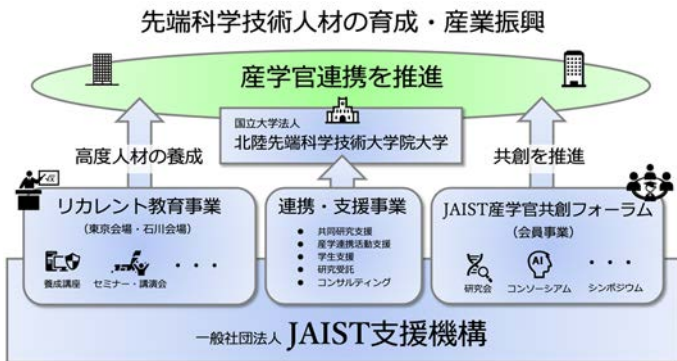 先端科学技術人材の育成・産業振興
産学官連携を推進
国立大学法人
北陸先端科学技術大学院大学
高度人材の養成
共創を推進
リカレント教育事業
(東京会場・石川会場)
養成講座
セミナー・講演会
・・・
連携・支援事業
● 共同研究支援
● 産学連携活動支援
● 学生支援
● 研究受託
● コンサルティング
JAIST産学官共創フォーラム
(会員事業)
AI
研究会
コンソーシアム
シンポジウム
・・・
一般社団法人 JAIST支援機構